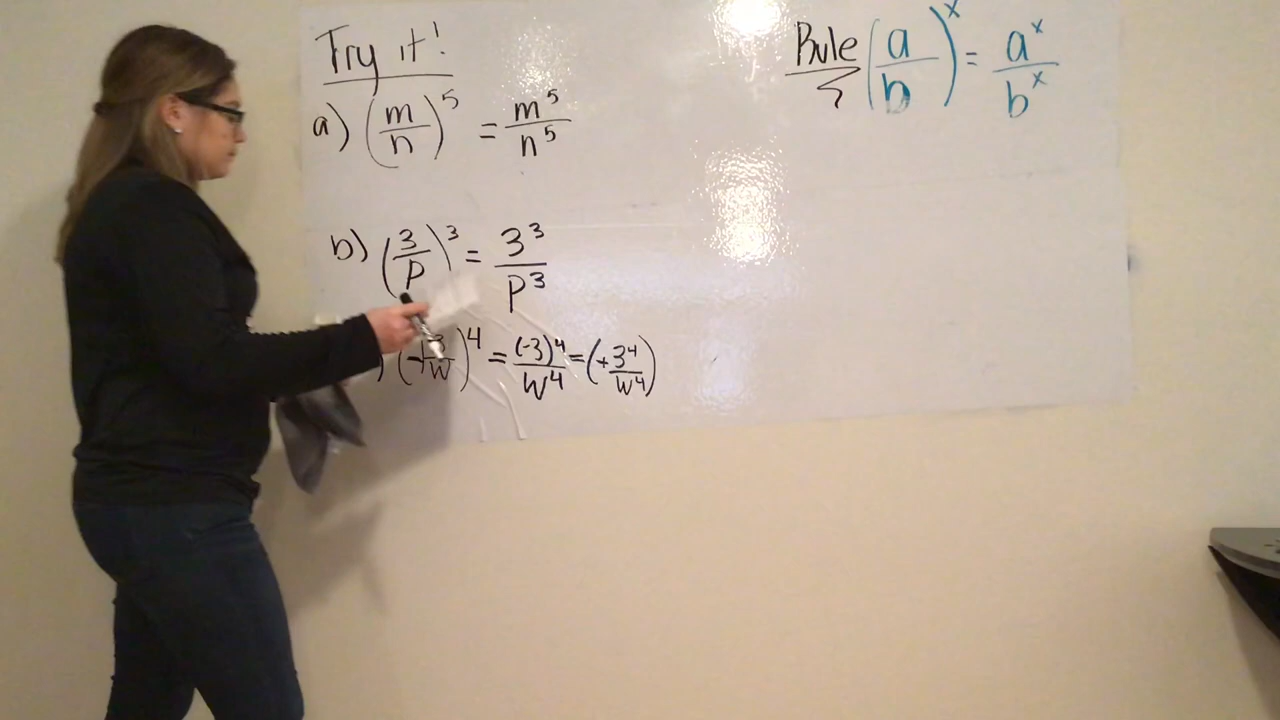 Try it!
a) (m/n)^5 = m^5/n^5
b) (3/p)^3 = 3^3/p^3
) (-3/w)^4 = (-3)^4/w^4 = (+3^4/w^4)
Rule (a/b)^x = a^x/b^x